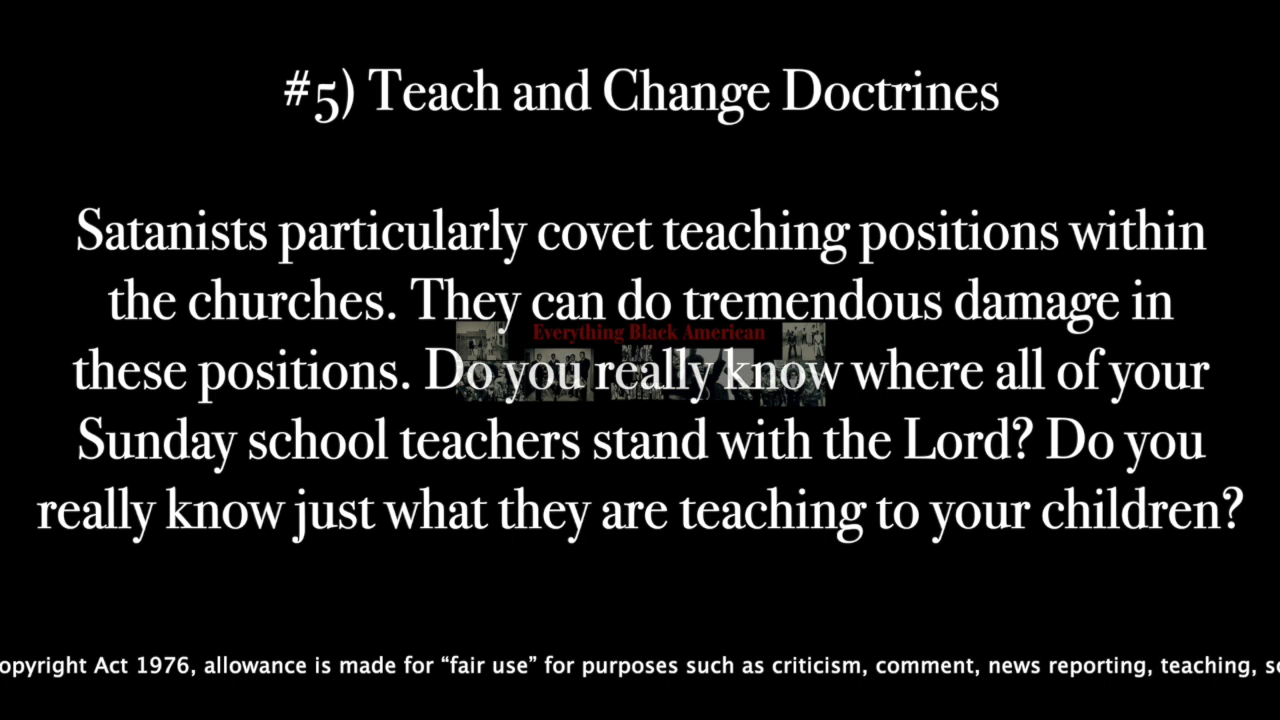 #5) Teach and Change Doctrines
Satanists particularly covet teaching positions within
the churches. They can do tremendous damage in
Everything Black American
these positions. Do you really know where all of your
Sunday school teachers stand with the Lord? Do you
really know just what they are teaching to your children?
opyright Act 1976, allowance is made for “fair use” for purposes such as criticism, comment, news reporting, teaching, sc